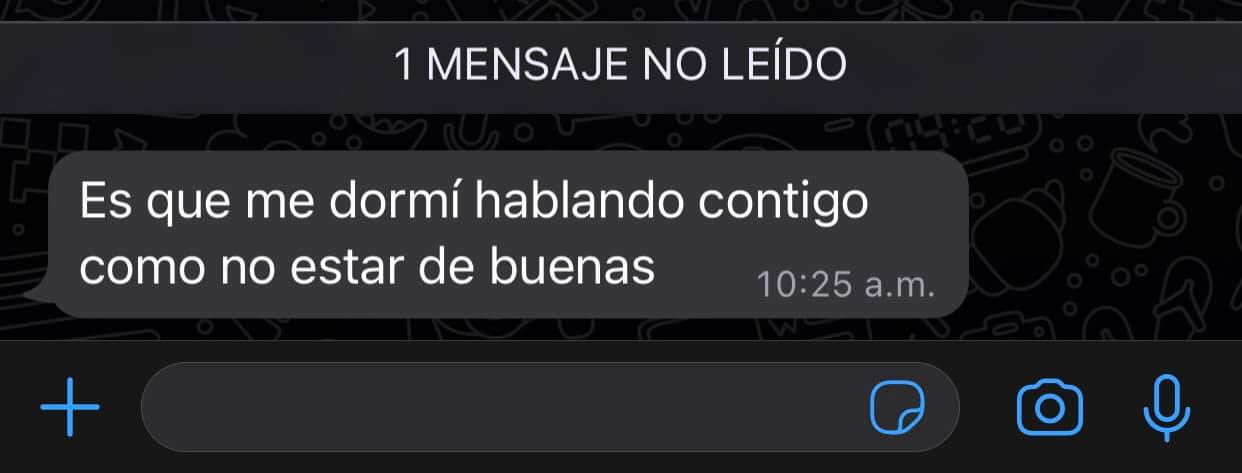 1 MENSAJE NO LEÍDO
Es que me dormí hablando contigo
como no estar de buenas
10:25 a.m.